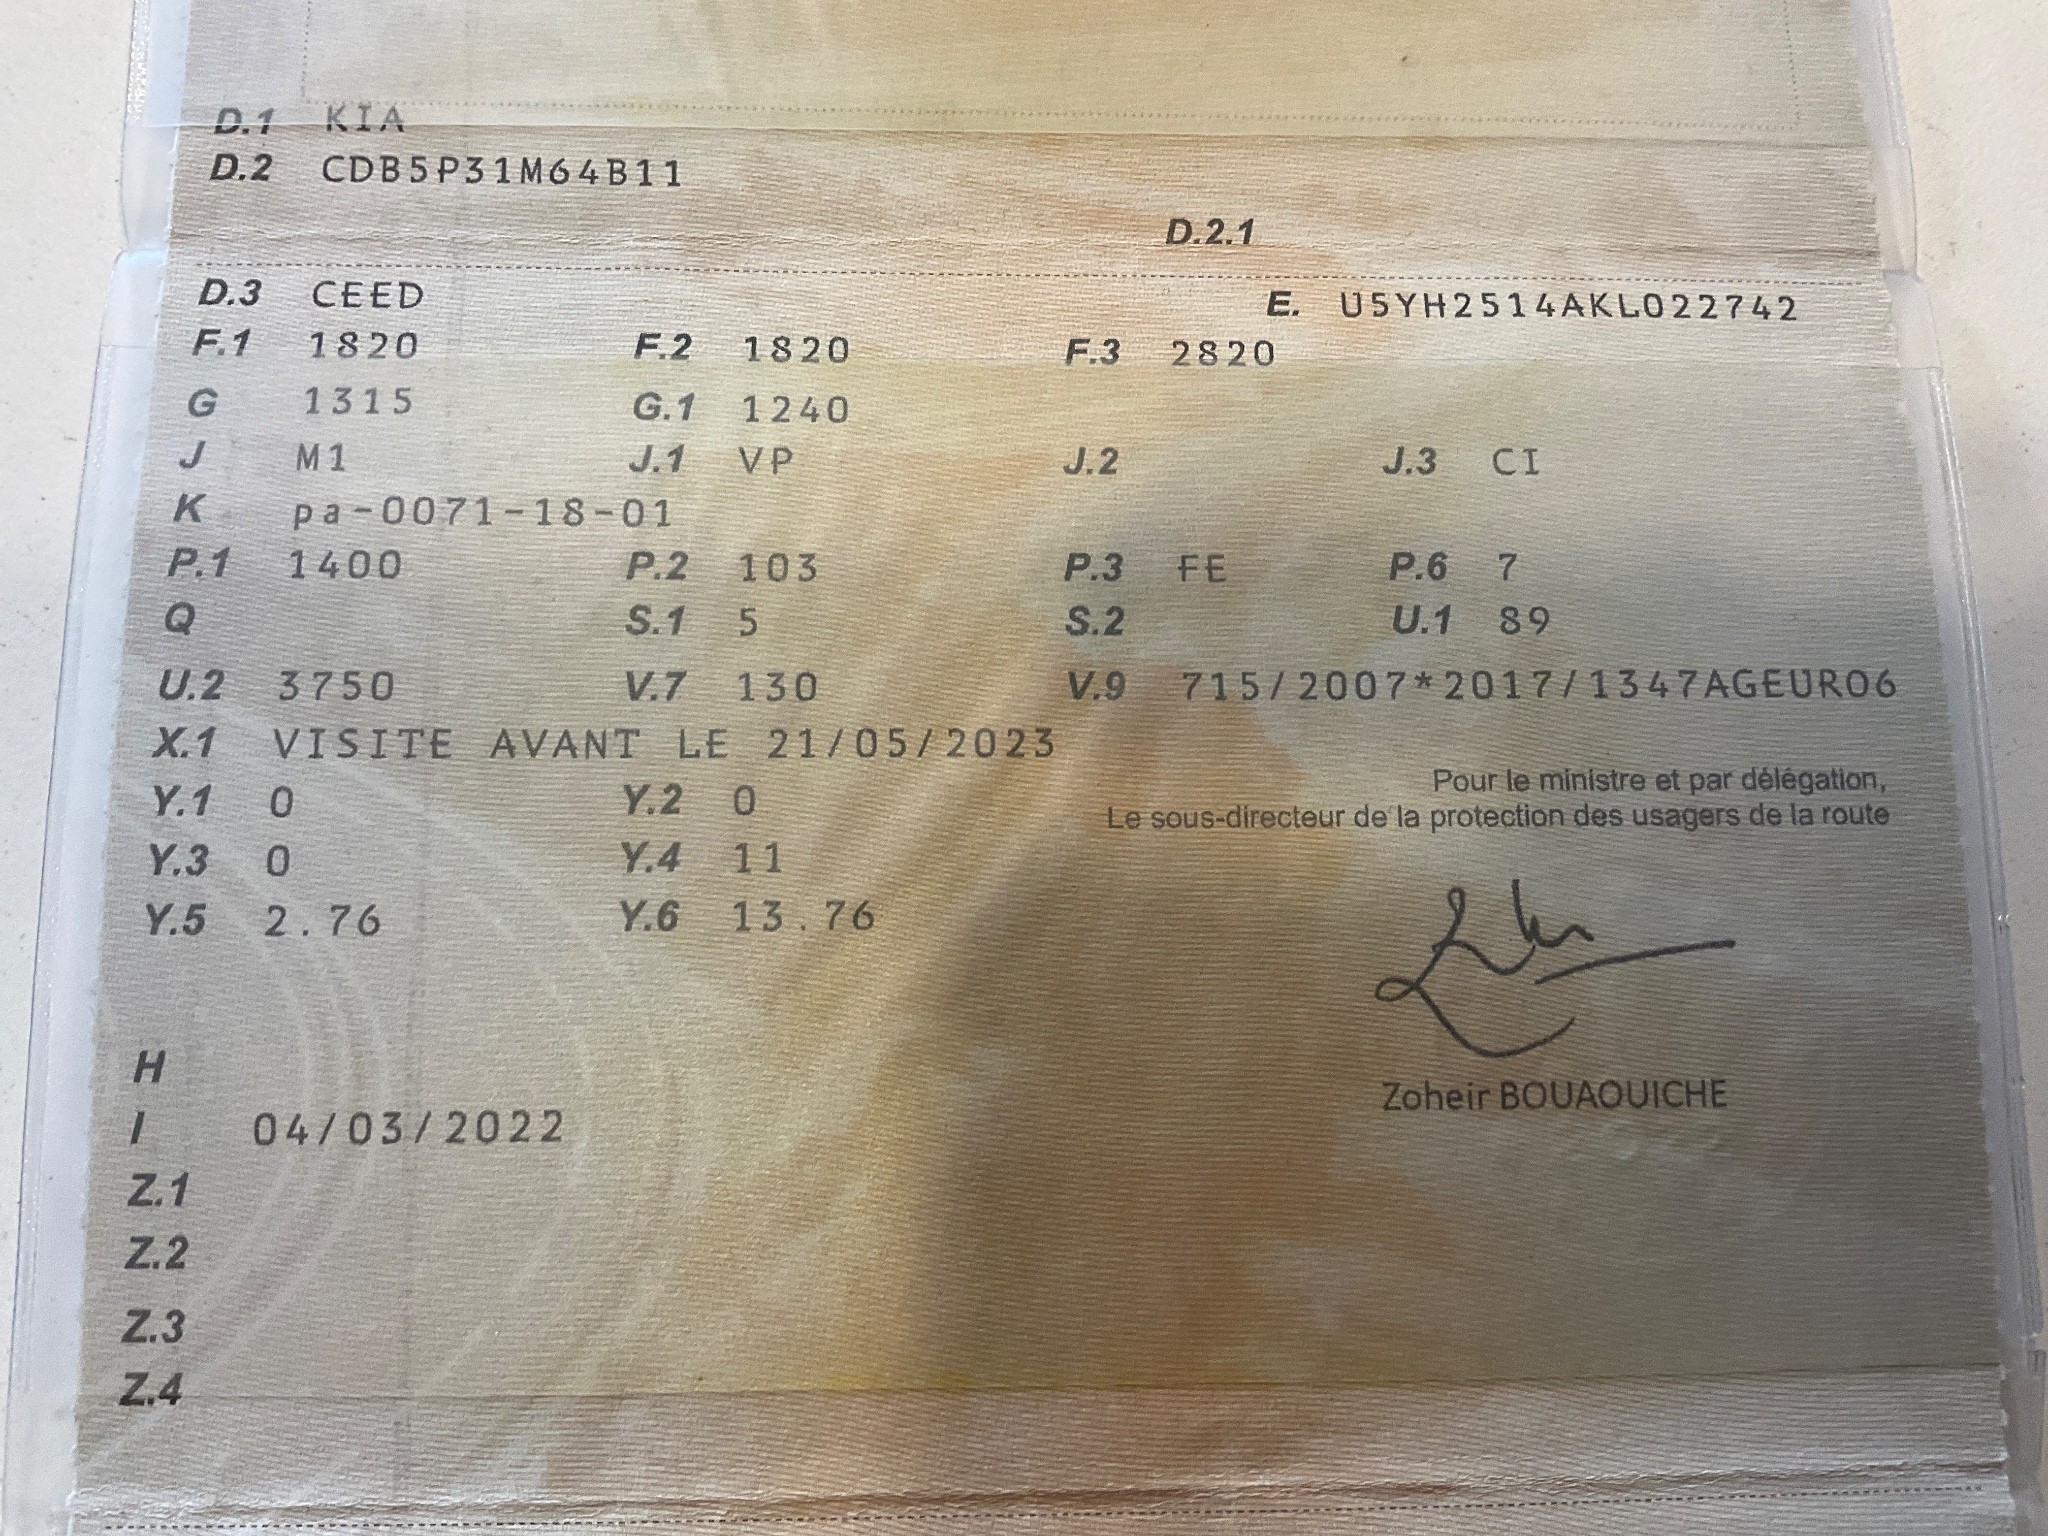 D.1 KIA
D.2 CDB5P31M64B11
D.2.1
D.3 CEED E. U5YH2514AKL022742
F.1 1820 F.2 1820 F.3 2820
G 1315 G.1 1240
J M1 J.1 VP J.2 J.3 CI
K pa-0071-18-01
P.1 1400 P.2 103 P.3 FE P.6 7
Q S.1 5 S.2 U.1 89
U.2 3750 V.7 130 V.9 715/2007*2017/1347AGEURO6
X.1 VISITE AVANT LE 21/05/2023
Y.1 0 Y.2 0
Y.3 0 Y.4 11
Y.5 2.76 Y.6 13.76
Pour le ministre et par délégation,
Le sous-directeur de la protection des usagers de la route
Zoheir BOUAOUICHE
H
I 04/03/2022
Z.1
Z.2
Z.3
Z.4